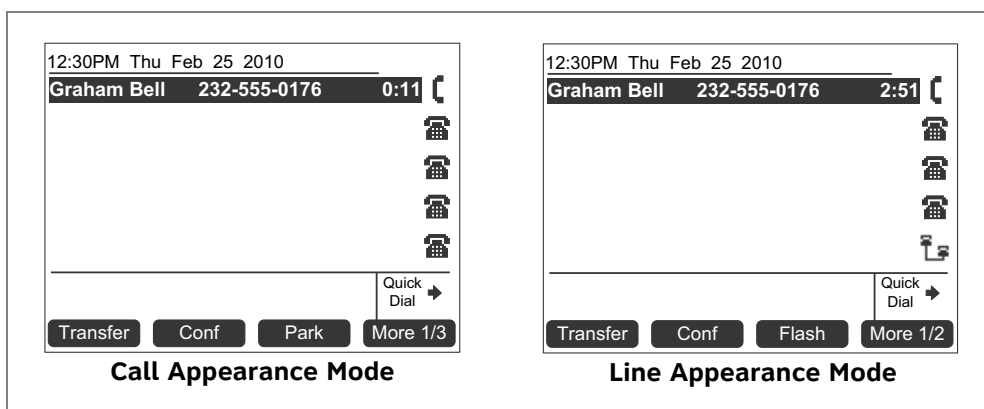 12:30PM Thu Feb 25 2010
Graham Bell 232-555-0176 0:11
Quick
Dial
Transfer Conf Park More 1/3
Call Appearance Mode
12:30PM Thu Feb 25 2010
Graham Bell 232-555-0176 2:51
Quick
Dial
Transfer Conf Flash More 1/2
Line Appearance Mode